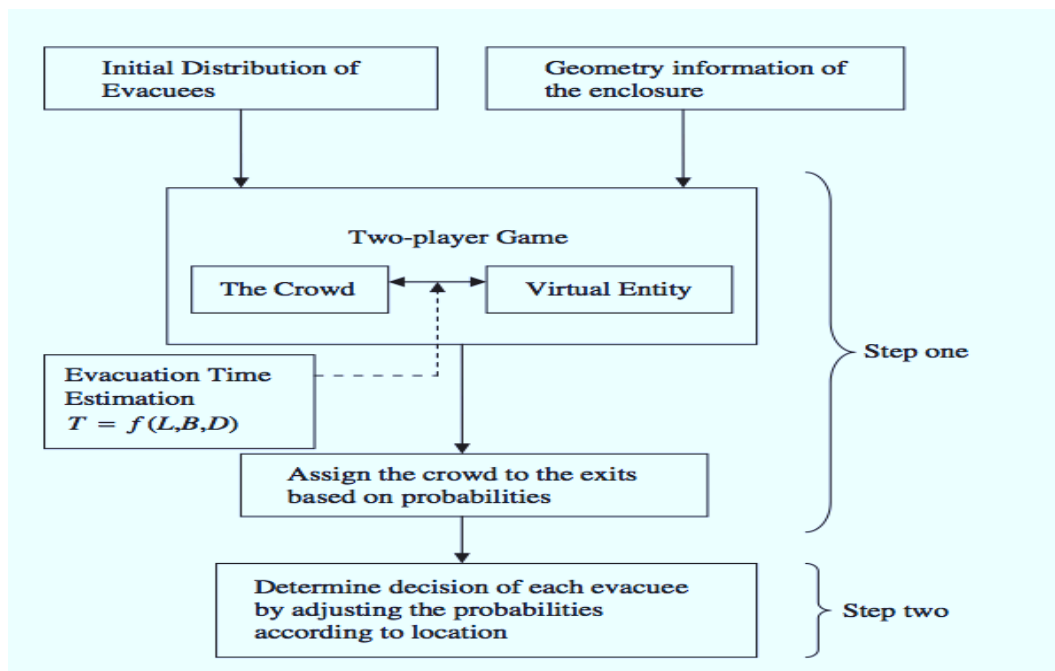 Initial Distribution of
Evacuees
Geometry information of
the enclosure
Two-player Game
The Crowd
Virtual Entity
Evacuation Time
Estimation
T = f(L,B,D)
Step one
Assign the crowd to the exits
based on probabilities
Determine decision of each evacuee
by adjusting the probabilities
according to location
Step two